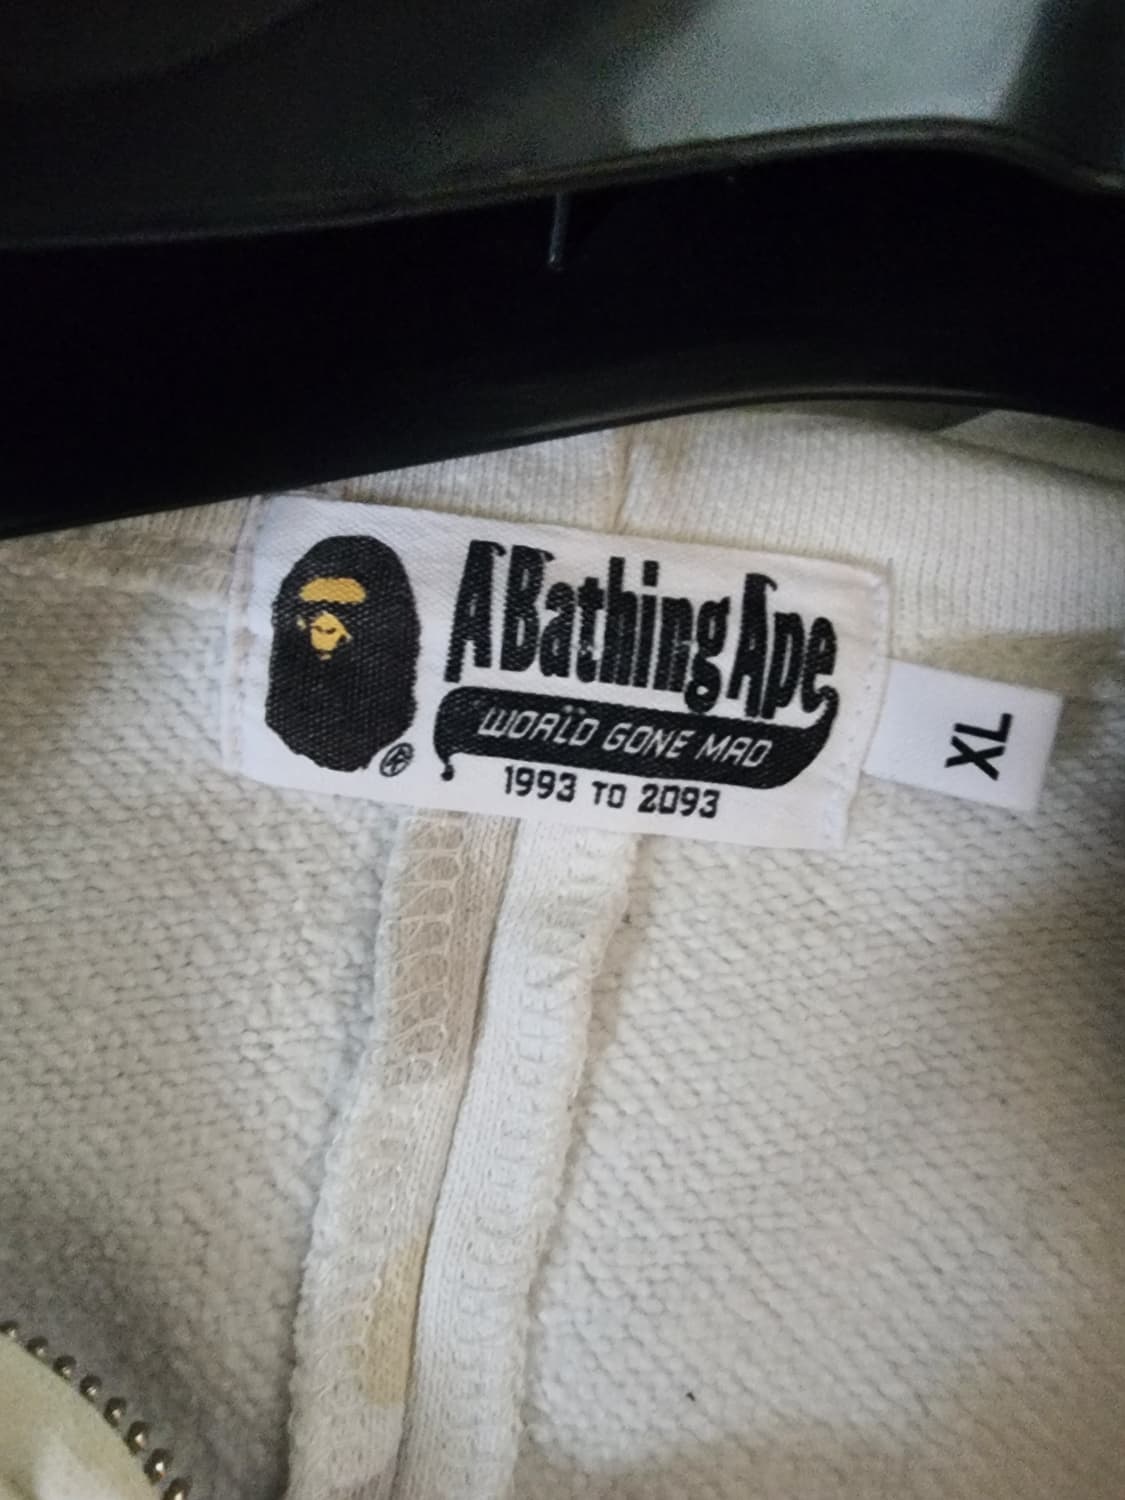 A Bathing Ape
WORLD GONE MAD
1993 TO 2093
XL
®